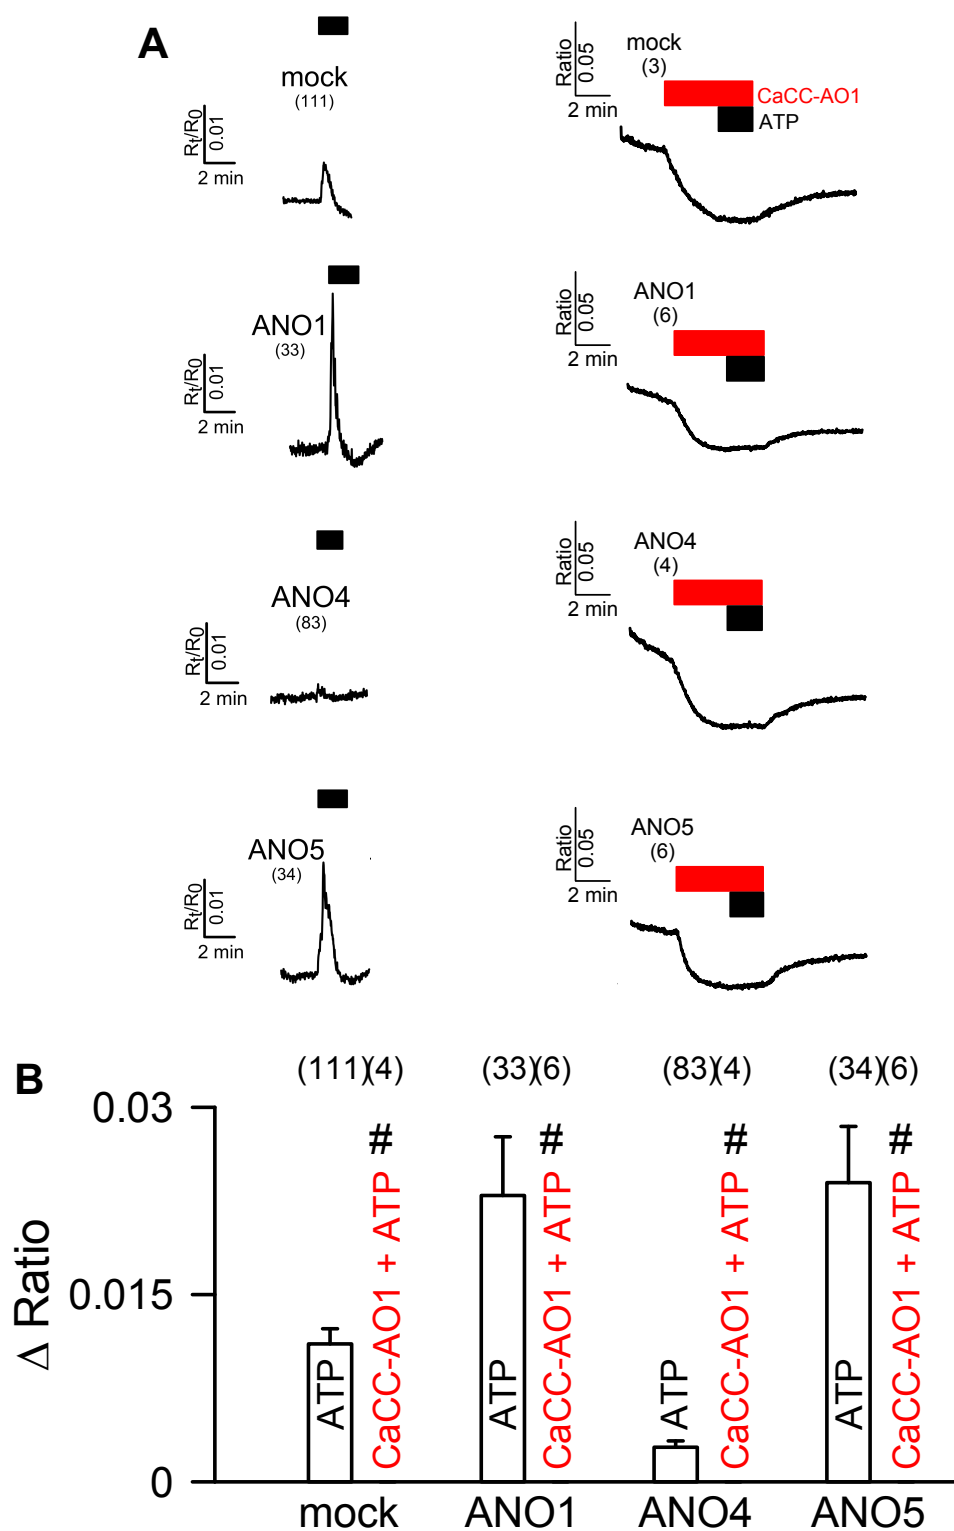 A
mock
(111)
Rt/R0
0.01
2 min
Ratio
0.05
2 min
mock
(3)
CaCC-AO1
ATP
ANO1
(33)
Rt/R0
0.01
2 min
Ratio
0.05
2 min
ANO1
(6)
ANO4
(83)
Rt/R0
0.01
2 min
Ratio
0.05
2 min
ANO4
(4)
ANO5
(34)
Rt/R0
0.01
2 min
Ratio
0.05
2 min
ANO5
(6)
B
(111)(4) (33)(6) (83)(4) (34)(6)
0.03
0.015
0
Δ Ratio
# # # #
ATP
CaCC-AO1 + ATP
ATP
CaCC-AO1 + ATP
ATP
CaCC-AO1 + ATP
ATP
CaCC-AO1 + ATP
mock ANO1 ANO4 ANO5